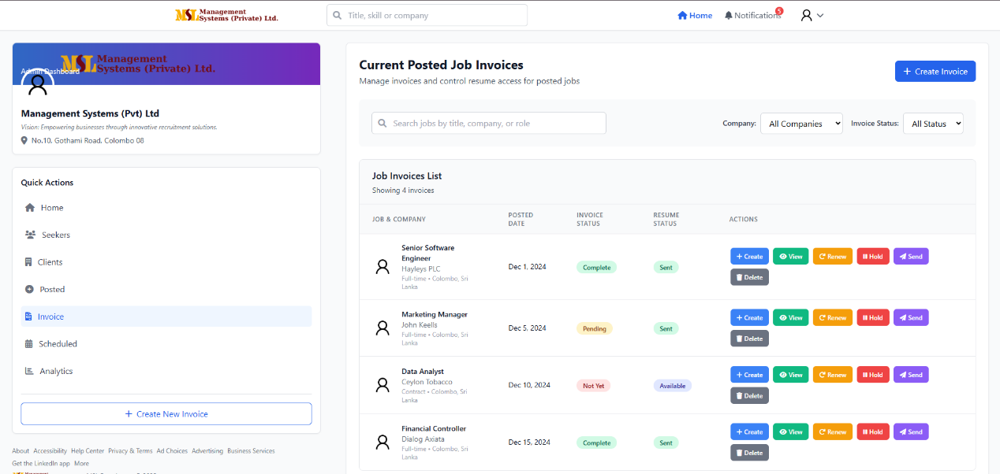 MSL Management
Systems (Private) Ltd.
Title, skill or company
Home
Notifications
5
MSL Management
Systems (Private) Ltd.
Admin Dashboard
Management Systems (Pvt) Ltd
Vision: Empowering businesses through innovative recruitment solutions.
No.10, Gothami Road, Colombo 08
Quick Actions
Home
Seekers
Clients
Posted
Invoice
Scheduled
Analytics
+ Create New Invoice
About Accessibility Help Center Privacy & Terms Ad Choices Advertising Business Services
Get the LinkedIn app More
Current Posted Job Invoices
Manage invoices and control resume access for posted jobs
+ Create Invoice
Search jobs by title, company, or role
Company: All Companies Invoice Status: All Status
Job Invoices List
Showing 4 invoices
JOB & COMPANY
POSTED
DATE
INVOICE
STATUS
RESUME
STATUS
ACTIONS
Senior Software
Engineer
Hayleys PLC
Full-time • Colombo, Sri
Lanka
Dec 1, 2024
Complete
Sent
+ Create View Renew Hold Send
Delete
Marketing Manager
John Keells
Full-time • Colombo, Sri
Lanka
Dec 5, 2024
Pending
Sent
+ Create View Renew Hold Send
Delete
Data Analyst
Ceylon Tobacco
Contract • Colombo, Sri
Lanka
Dec 10, 2024
Not Yet
Available
+ Create View Renew Hold Send
Delete
Financial Controller
Dialog Axiata
Full-time • Colombo, Sri
Lanka
Dec 15, 2024
Complete
Sent
+ Create View Renew Hold Send
Delete